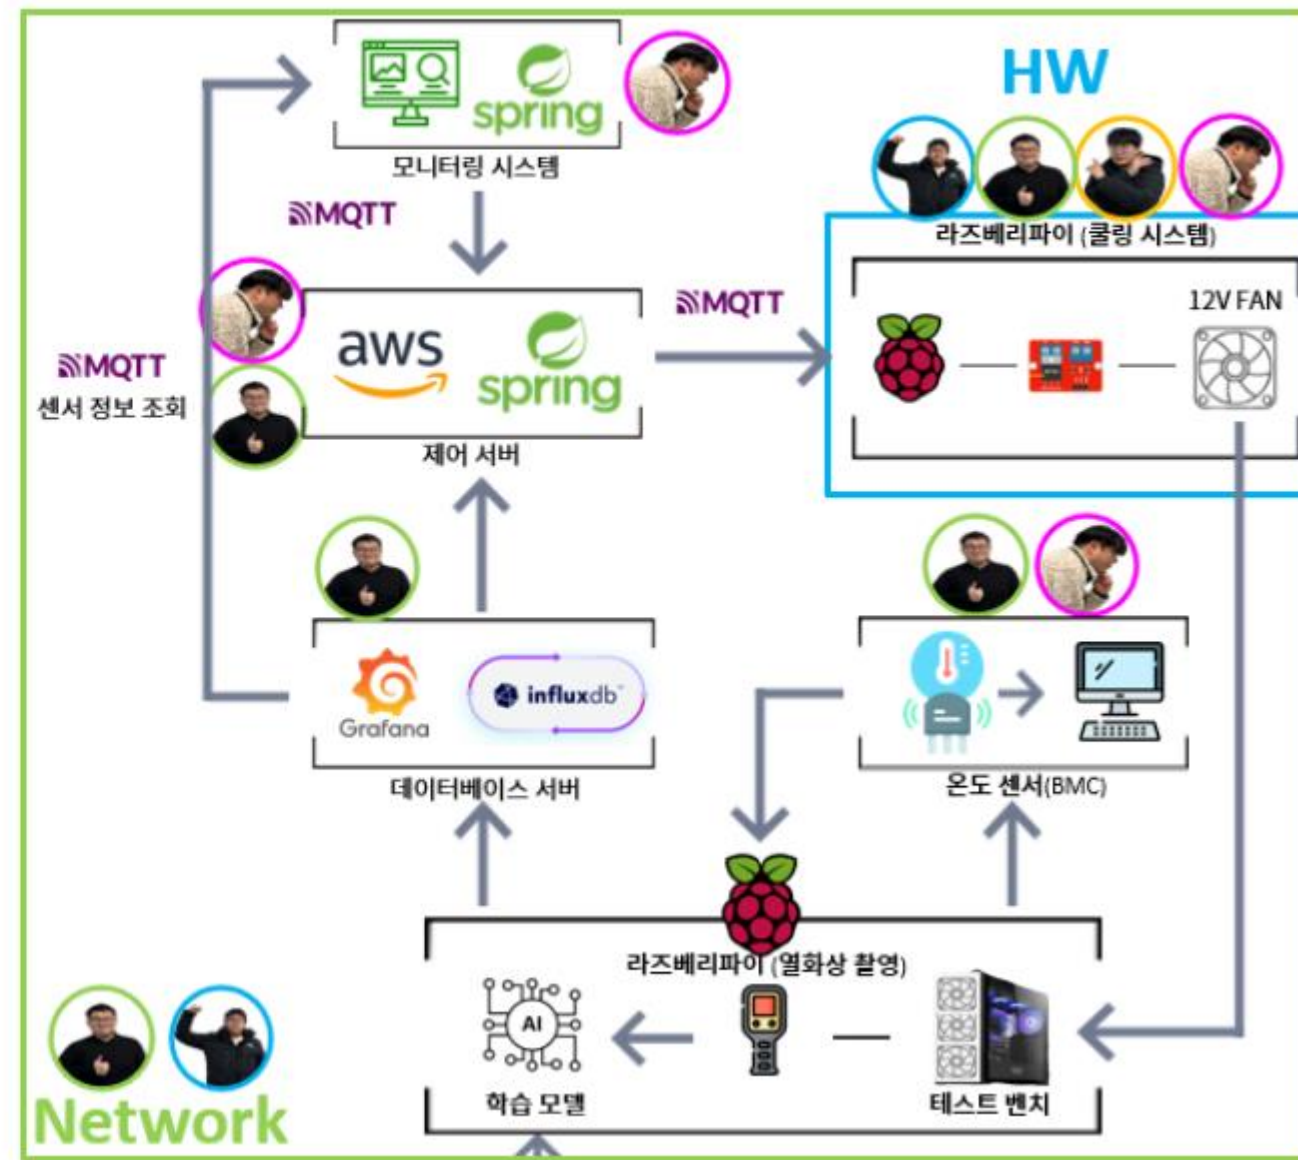 spring
모니터링 시스템
HW
MQTT
라즈베리파이 (쿨링 시스템)
MQTT
12V FAN
aws
spring
MQTT
센서 정보 조회
제어 서버
Grafana
influxdb™
데이터베이스 서버
온도 센서(BMC)
라즈베리파이 (열화상 촬영)
AI
학습 모델
테스트 벤치
Network